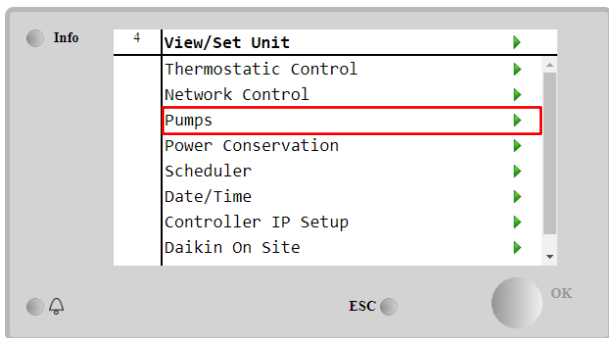 Info
4 View/Set Unit
Thermostatic Control
Network Control
Pumps
Power Conservation
Scheduler
Date/Time
Controller IP Setup
Daikin On Site
ESC
OK